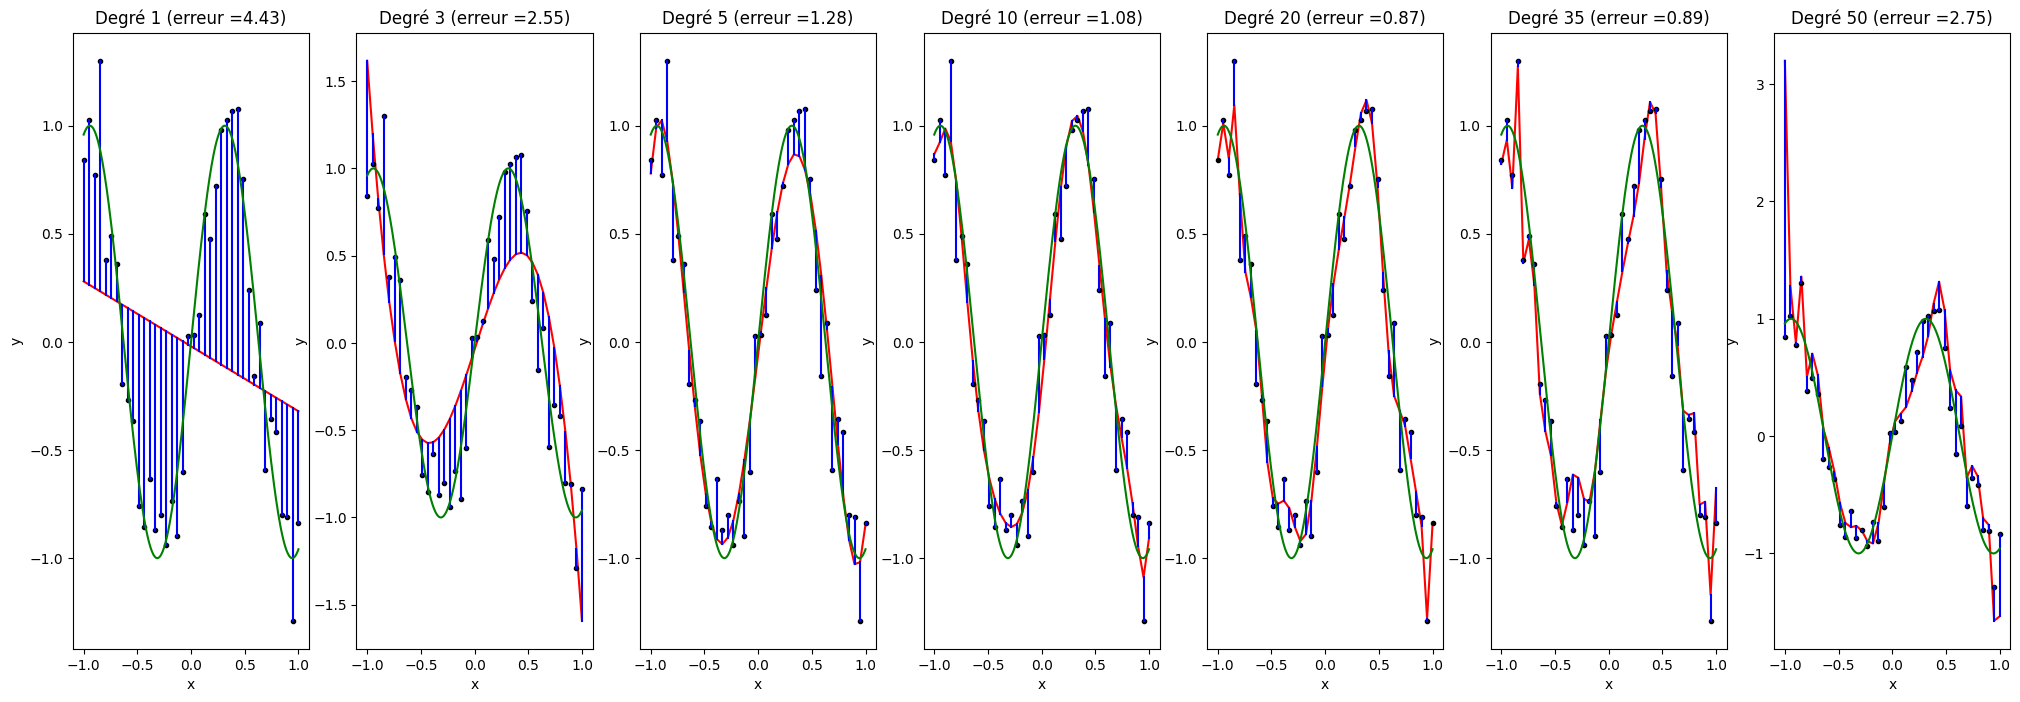 Degré 1 (erreur =4.43)
1.0
0.5
0.0
−0.5
−1.0
y
−1.0 −0.5 0.0 0.5 1.0
x
Degré 3 (erreur =2.55)
1.5
1.0
0.5
0.0
−0.5
−1.0
−1.5
y
−1.0 −0.5 0.0 0.5 1.0
x
Degré 5 (erreur =1.28)
1.0
0.5
0.0
−0.5
−1.0
y
−1.0 −0.5 0.0 0.5 1.0
x
Degré 10 (erreur =1.08)
1.0
0.5
0.0
−0.5
−1.0
y
−1.0 −0.5 0.0 0.5 1.0
x
Degré 20 (erreur =0.87)
1.0
0.5
0.0
−0.5
−1.0
y
−1.0 −0.5 0.0 0.5 1.0
x
Degré 35 (erreur =0.89)
1.0
0.5
0.0
−0.5
−1.0
y
−1.0 −0.5 0.0 0.5 1.0
x
Degré 50 (erreur =2.75)
3
2
1
0
−1
y
−1.0 −0.5 0.0 0.5 1.0
x